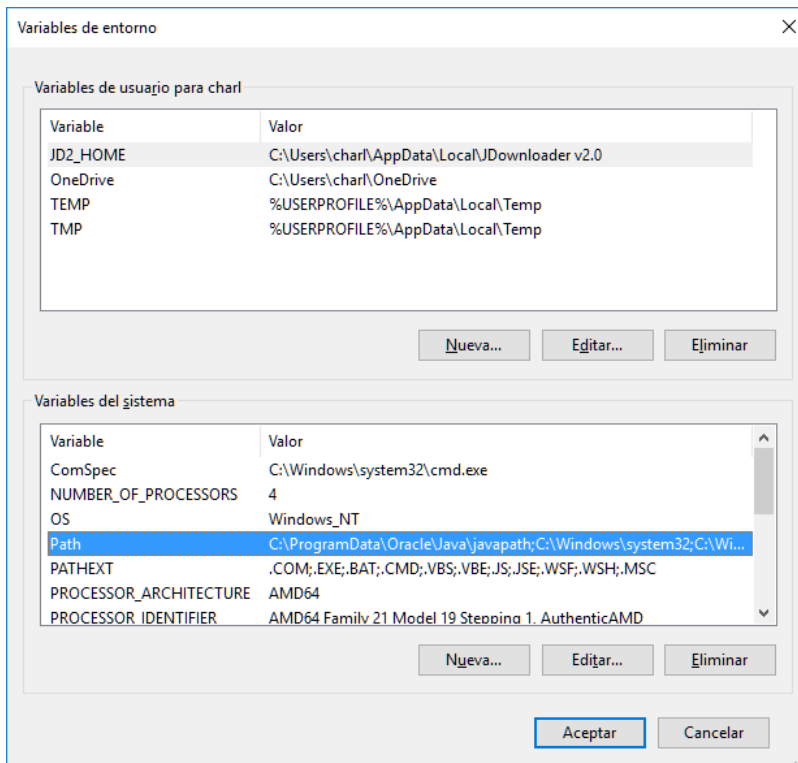 Variables de entorno
Variables de usuario para charl
Variable Valor
JD2_HOME C:\Users\charl\AppData\Local\JDownloader v2.0
OneDrive C:\Users\charl\OneDrive
TEMP %USERPROFILE%\AppData\Local\Temp
TMP %USERPROFILE%\AppData\Local\Temp
Nueva... Editar... Eliminar
Variables del sistema
Variable Valor
ComSpec C:\Windows\system32\cmd.exe
NUMBER_OF_PROCESSORS 4
OS Windows_NT
Path C:\ProgramData\Oracle\Java\javapath;C:\Windows\system32;C:\Wi...
PATHEXT .COM;.EXE;.BAT;.CMD;.VBS;.VBE;.JS;.JSE;.WSF;.WSH;.MSC
PROCESSOR_ARCHITECTURE AMD64
PROCESSOR_IDENTIFIER AMD64 Family 21 Model 19 Stepping 1, AuthenticAMD
Nueva... Editar... Eliminar
Aceptar Cancelar